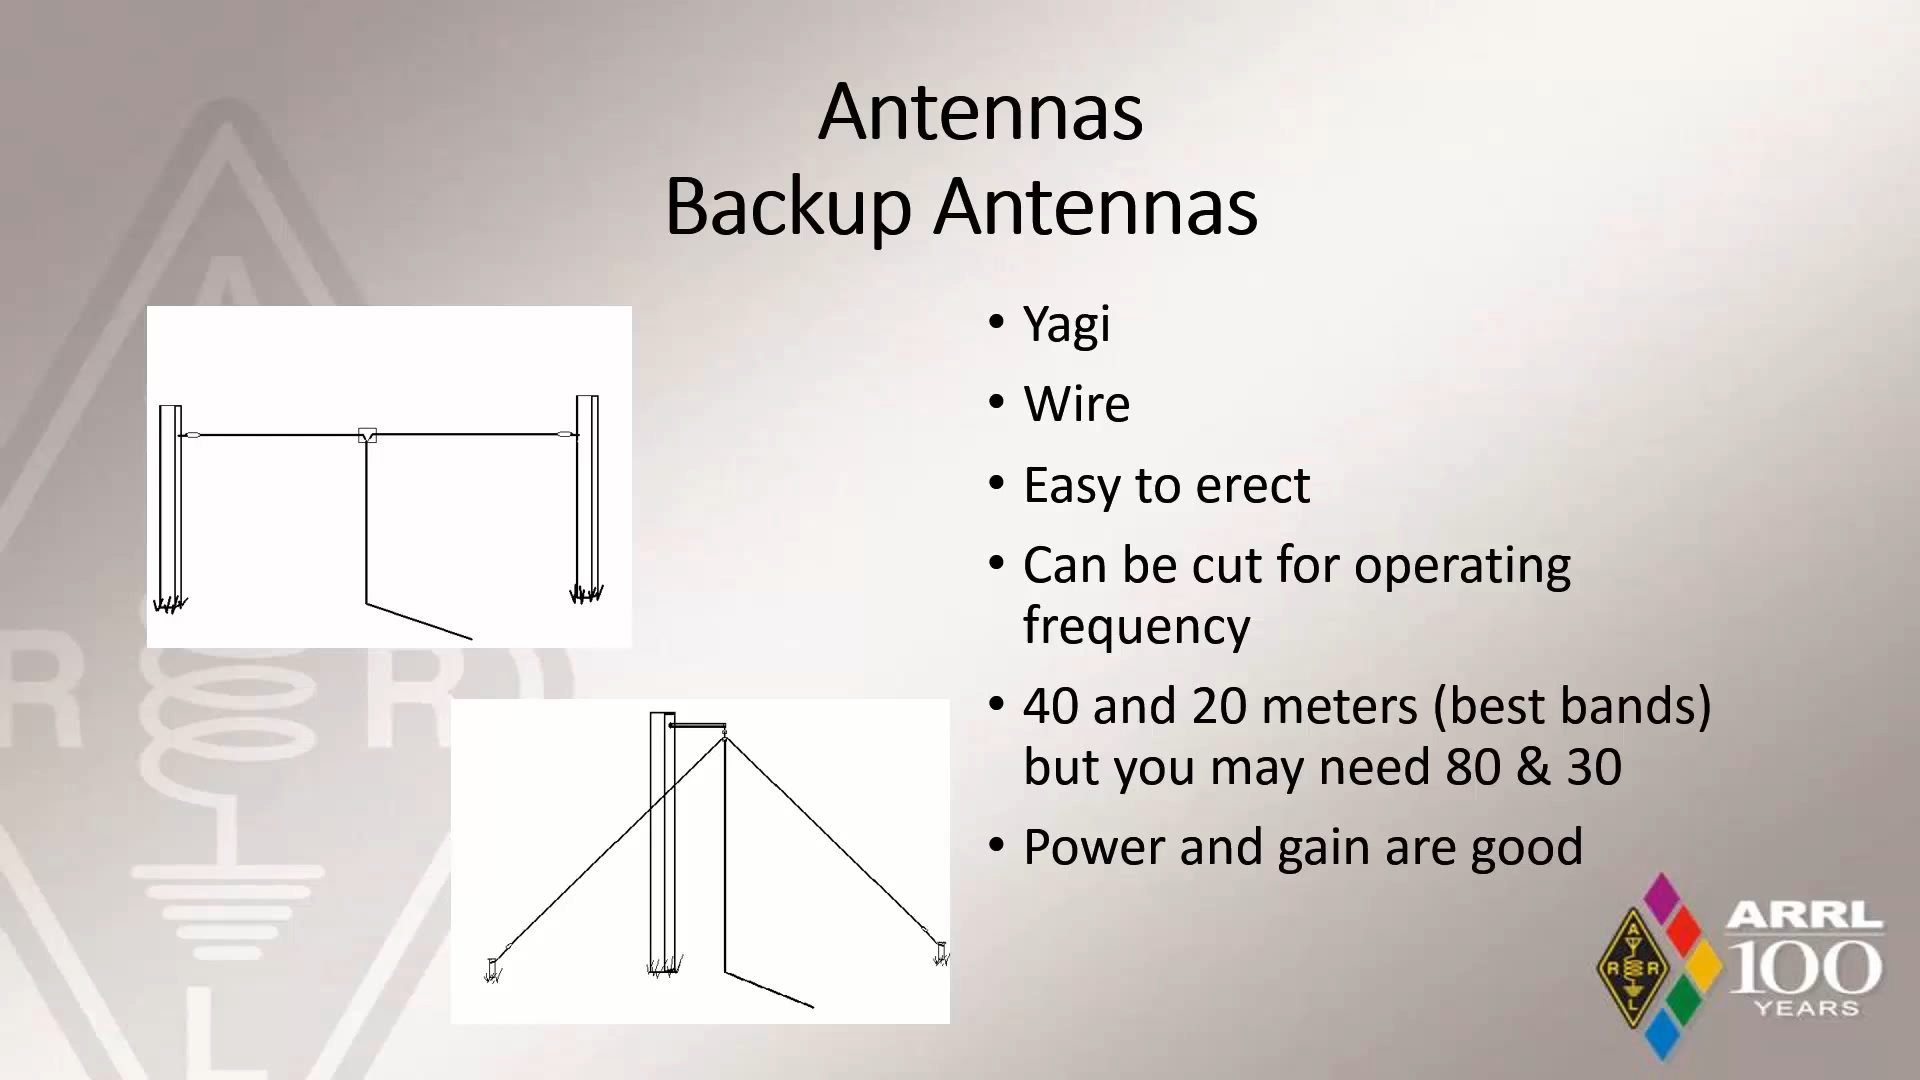 Antennas
Backup Antennas
• Yagi
• Wire
• Easy to erect
• Can be cut for operating
frequency
• 40 and 20 meters (best bands)
but you may need 80 & 30
• Power and gain are good
A
R R
L
A
R R
L
ARRL
100
YEARS